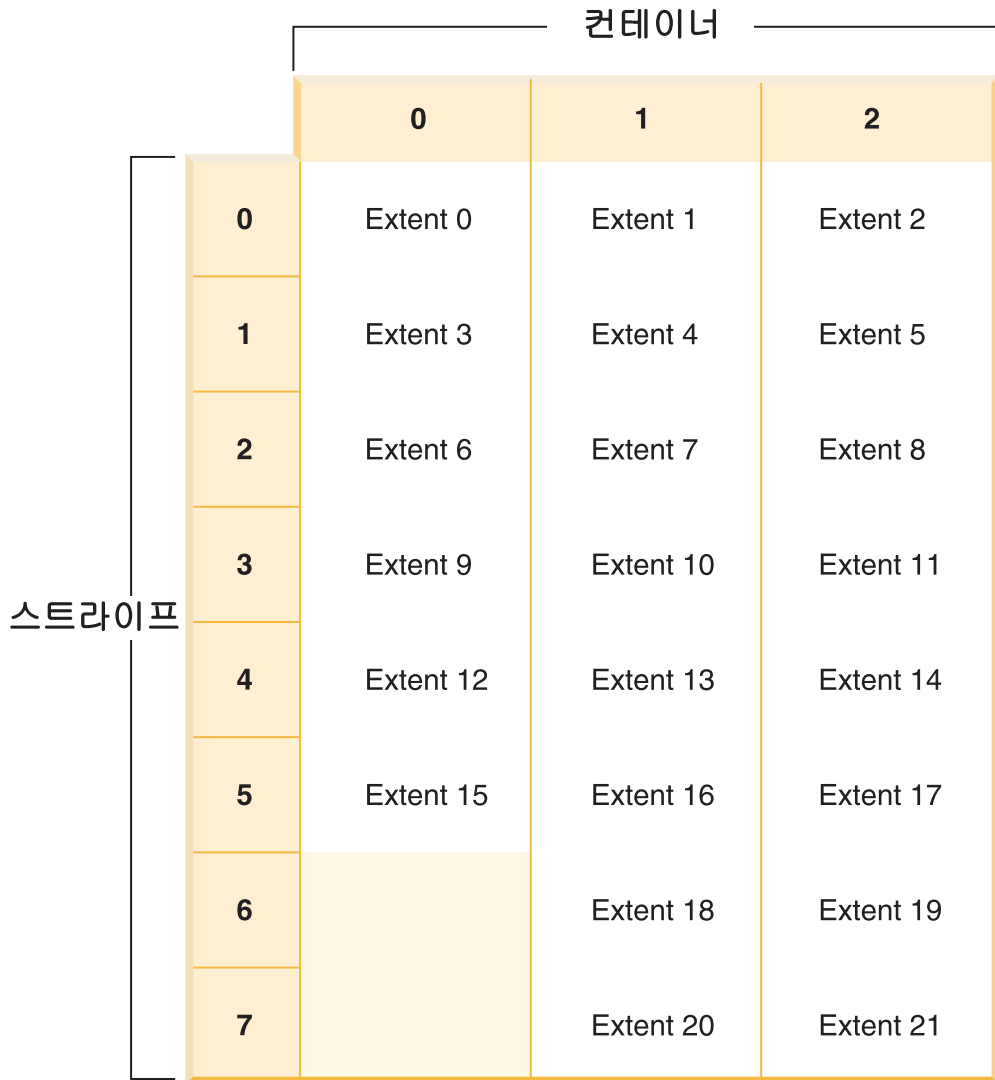 컨테이너
0 1 2
0 Extent 0 Extent 1 Extent 2
1 Extent 3 Extent 4 Extent 5
2 Extent 6 Extent 7 Extent 8
3 Extent 9 Extent 10 Extent 11
스트라이프
4 Extent 12 Extent 13 Extent 14
5 Extent 15 Extent 16 Extent 17
6 Extent 18 Extent 19
7 Extent 20 Extent 21